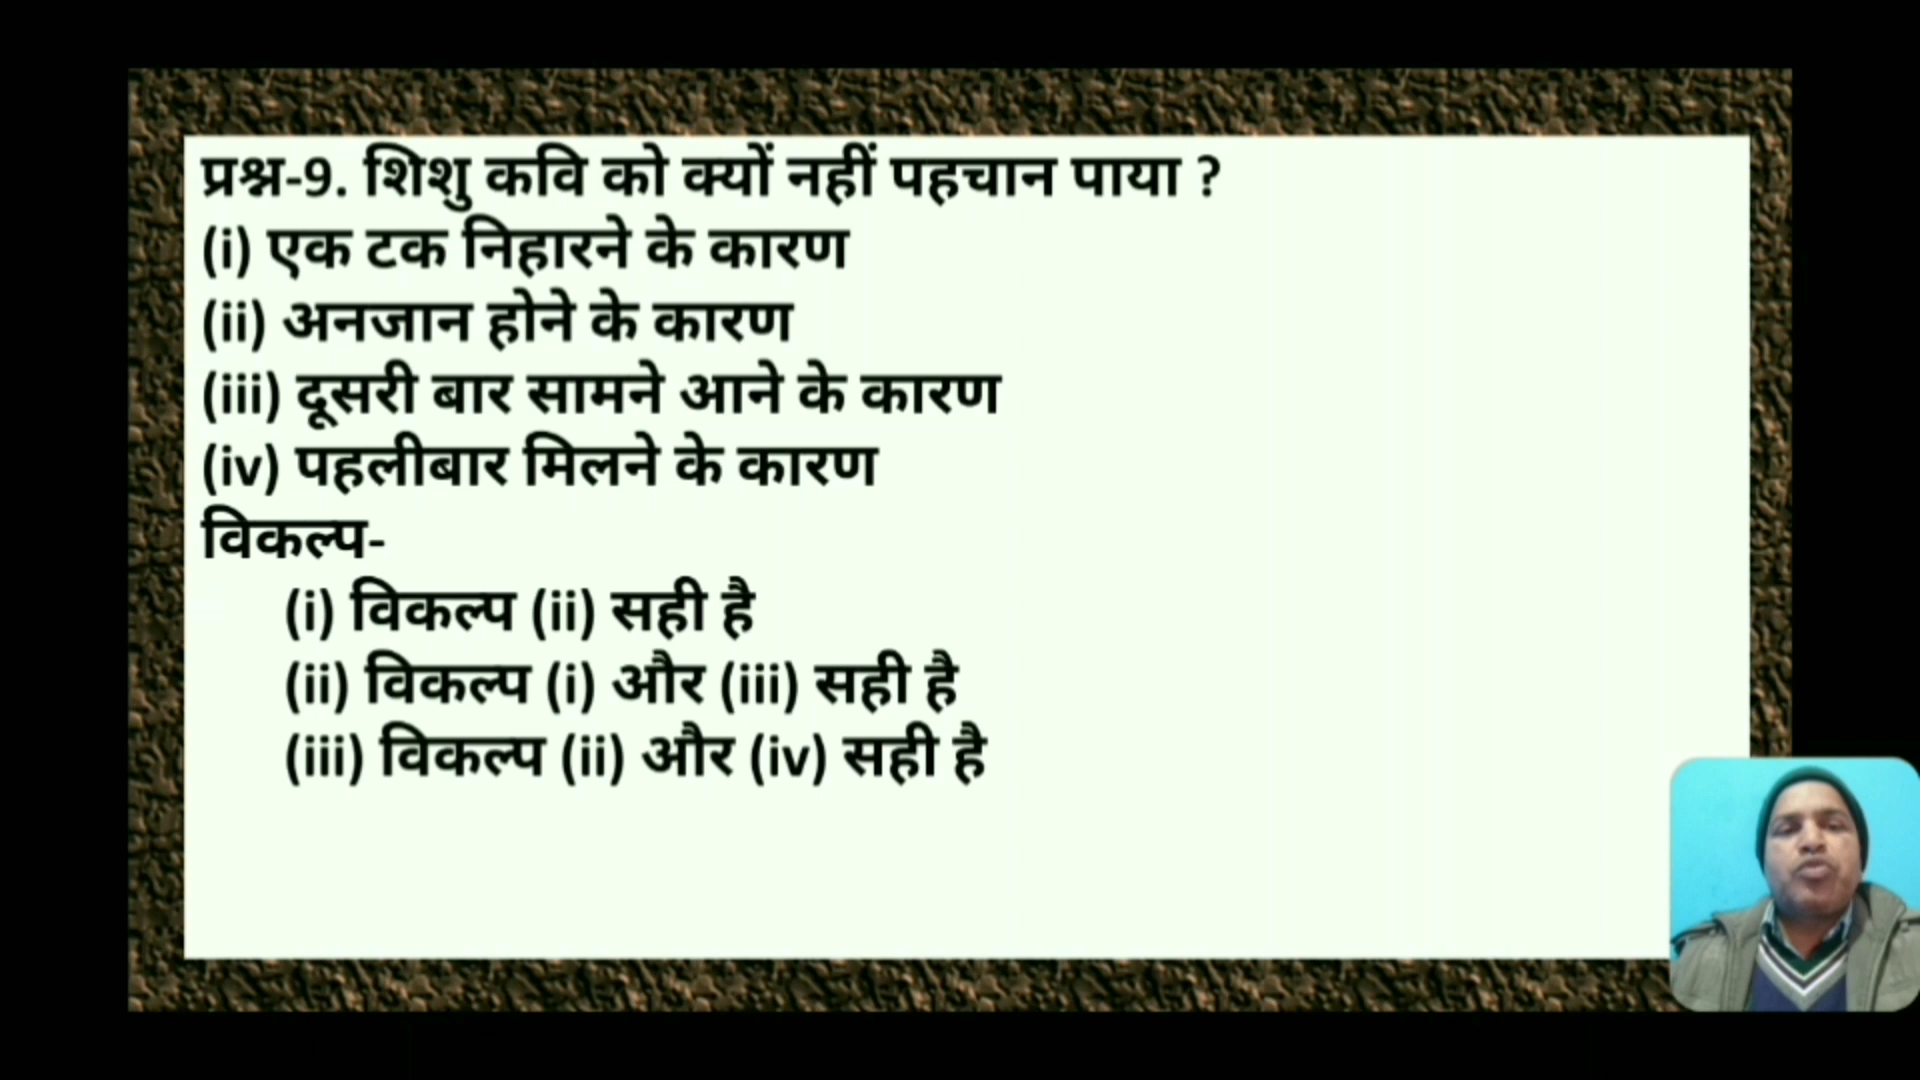 प्रश्न-9. शिशु कवि को क्यों नहीं पहचान पाया ?
(i) एक टक निहारने के कारण
(ii) अनजान होने के कारण
(iii) दूसरी बार सामने आने के कारण
(iv) पहलीबार मिलने के कारण
विकल्प-
(i) विकल्प (ii) सही है
(ii) विकल्प (i) और (iii) सही है
(iii) विकल्प (ii) और (iv) सही है